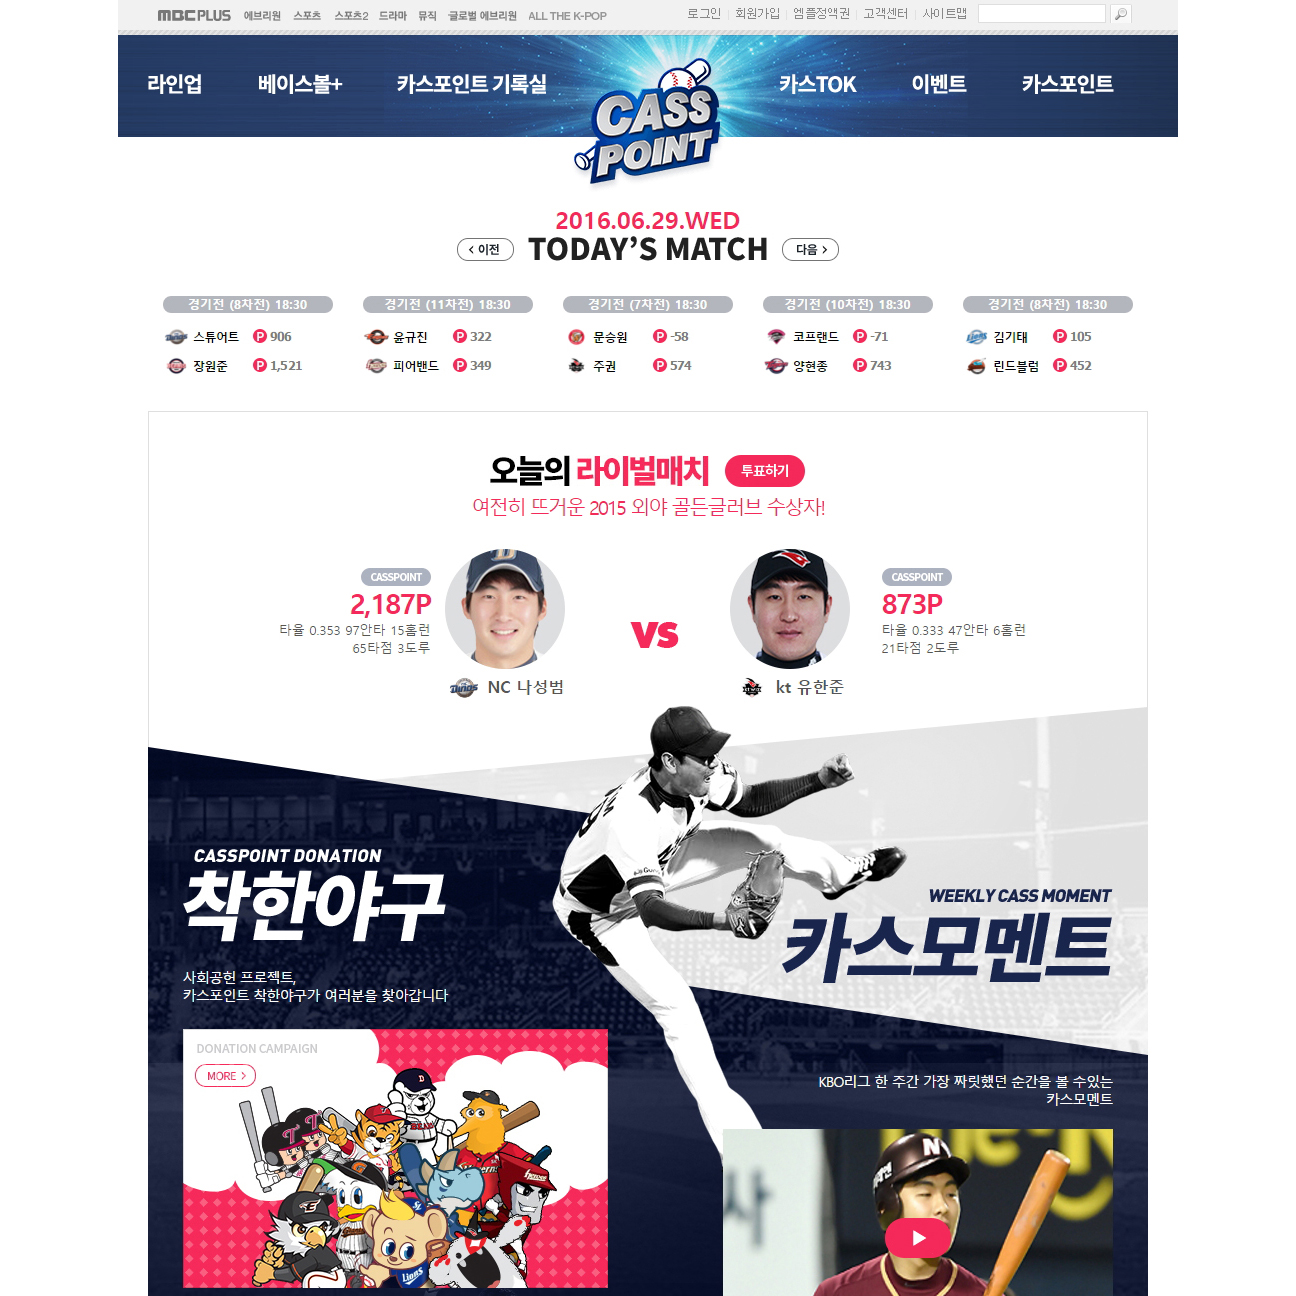 MBC PLUS 에브리원 스포츠 스포츠2 드라마 뮤직 글로벌 에브리원 ALL THE K-POP 로그인 회원가입 엠플정액권 고객센터 사이트맵
라인업 베이스볼+ 카스포인트 기록실 카스TOK 이벤트 카스포인트
CASS
POINT
2016.06.29.WED
< 이전 TODAY'S MATCH 다음 >
경기전 (8차전) 18:30 경기전 (11차전) 18:30 경기전 (7차전) 18:30 경기전 (10차전) 18:30 경기전 (8차전) 18:30
스튜어트 P 906 윤규진 P 322 문승원 P -58 코프랜드 P -71 김기태 P 105
장원준 P 1,521 피어밴드 P 349 주권 P 574 양현종 P 743 린드블럼 P 452
오늘의 라이벌매치 투표하기
여전히 뜨거운 2015 외야 골든글러브 수상자!
CASSPOINT
2,187P
타율 0.353 97안타 15홈런
65타점 3도루
NC 나성범
VS
CASSPOINT
873P
타율 0.333 47안타 6홈런
21타점 2도루
kt 유한준
CASSPOINT DONATION
착한야구
사회공헌 프로젝트,
카스포인트 착한야구가 여러분을 찾아갑니다
DONATION CAMPAIGN
MORE >
WEEKLY CASS MOMENT
카스모멘트
KBO리그 한 주간 가장 짜릿했던 순간을 볼 수있는
카스모멘트